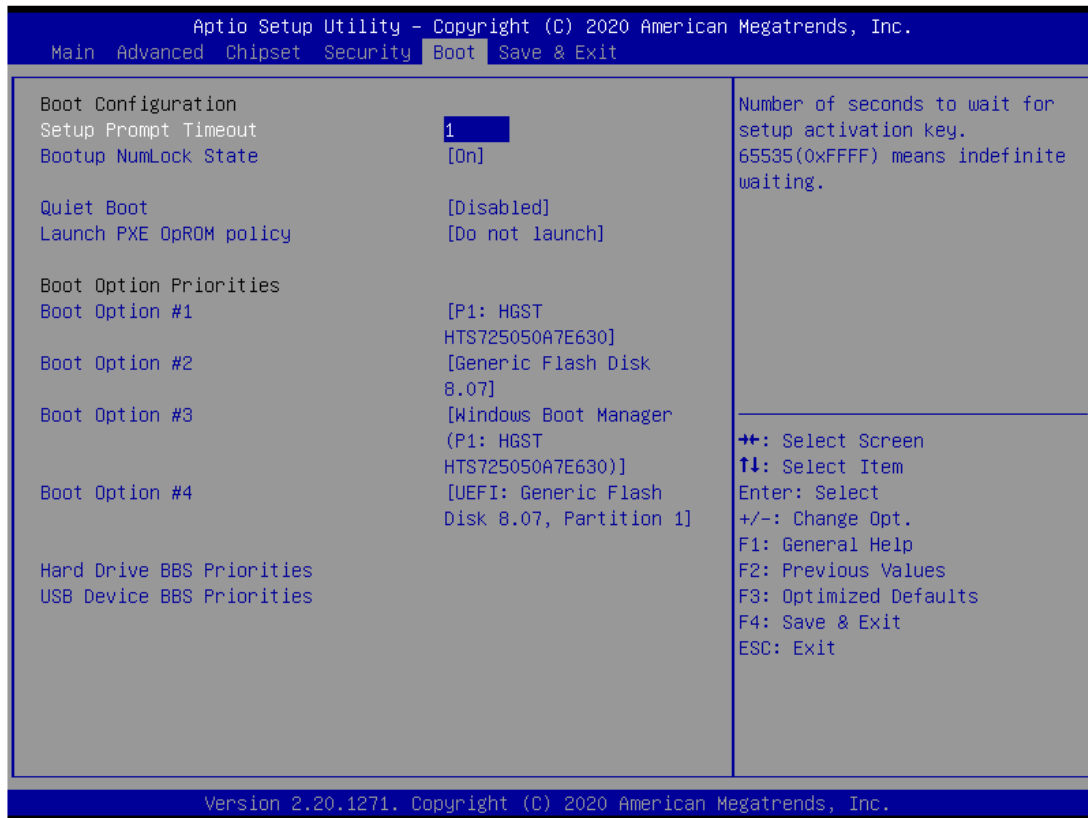 Aptio Setup Utility – Copyright (C) 2020 American Megatrends, Inc.
Main Advanced Chipset Security Boot Save & Exit
Boot Configuration
Setup Prompt Timeout 1
Bootup NumLock State [On]
Quiet Boot [Disabled]
Launch PXE OpROM policy [Do not launch]
Boot Option Priorities
Boot Option #1 [P1: HGST
HTS725050A7E630]
Boot Option #2 [Generic Flash Disk
8.07]
Boot Option #3 [Windows Boot Manager
(P1: HGST
HTS725050A7E630)]
Boot Option #4 [UEFI: Generic Flash
Disk 8.07, Partition 1]
Hard Drive BBS Priorities
USB Device BBS Priorities
Number of seconds to wait for
setup activation key.
65535(0xFFFF) means indefinite
waiting.
→←: Select Screen
↑↓: Select Item
Enter: Select
+/-: Change Opt.
F1: General Help
F2: Previous Values
F3: Optimized Defaults
F4: Save & Exit
ESC: Exit
Version 2.20.1271. Copyright (C) 2020 American Megatrends, Inc.